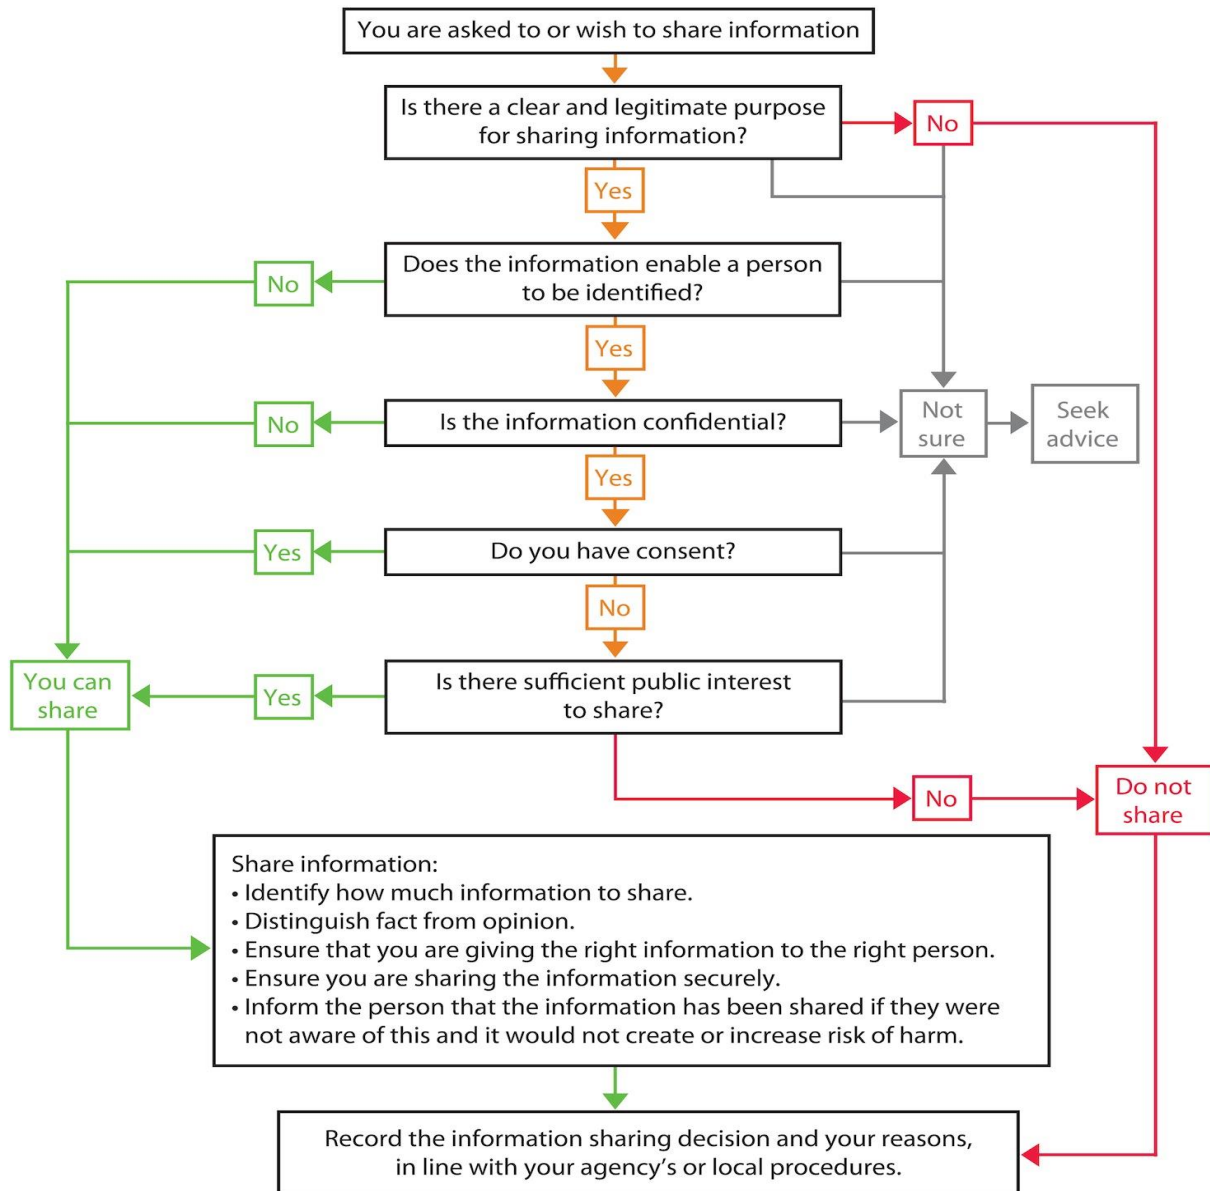 You are asked to or wish to share information
Is there a clear and legitimate purpose
for sharing information?
No
Yes
Does the information enable a person
to be identified?
No
Yes
Is the information confidential?
No
Not
sure
Seek
advice
Yes
Do you have consent?
Yes
No
Is there sufficient public interest
to share?
Yes
You can
share
No
Do not
share
Share information:
• Identify how much information to share.
• Distinguish fact from opinion.
• Ensure that you are giving the right information to the right person.
• Ensure you are sharing the information securely.
• Inform the person that the information has been shared if they were
not aware of this and it would not create or increase risk of harm.
Record the information sharing decision and your reasons,
in line with your agency’s or local procedures.